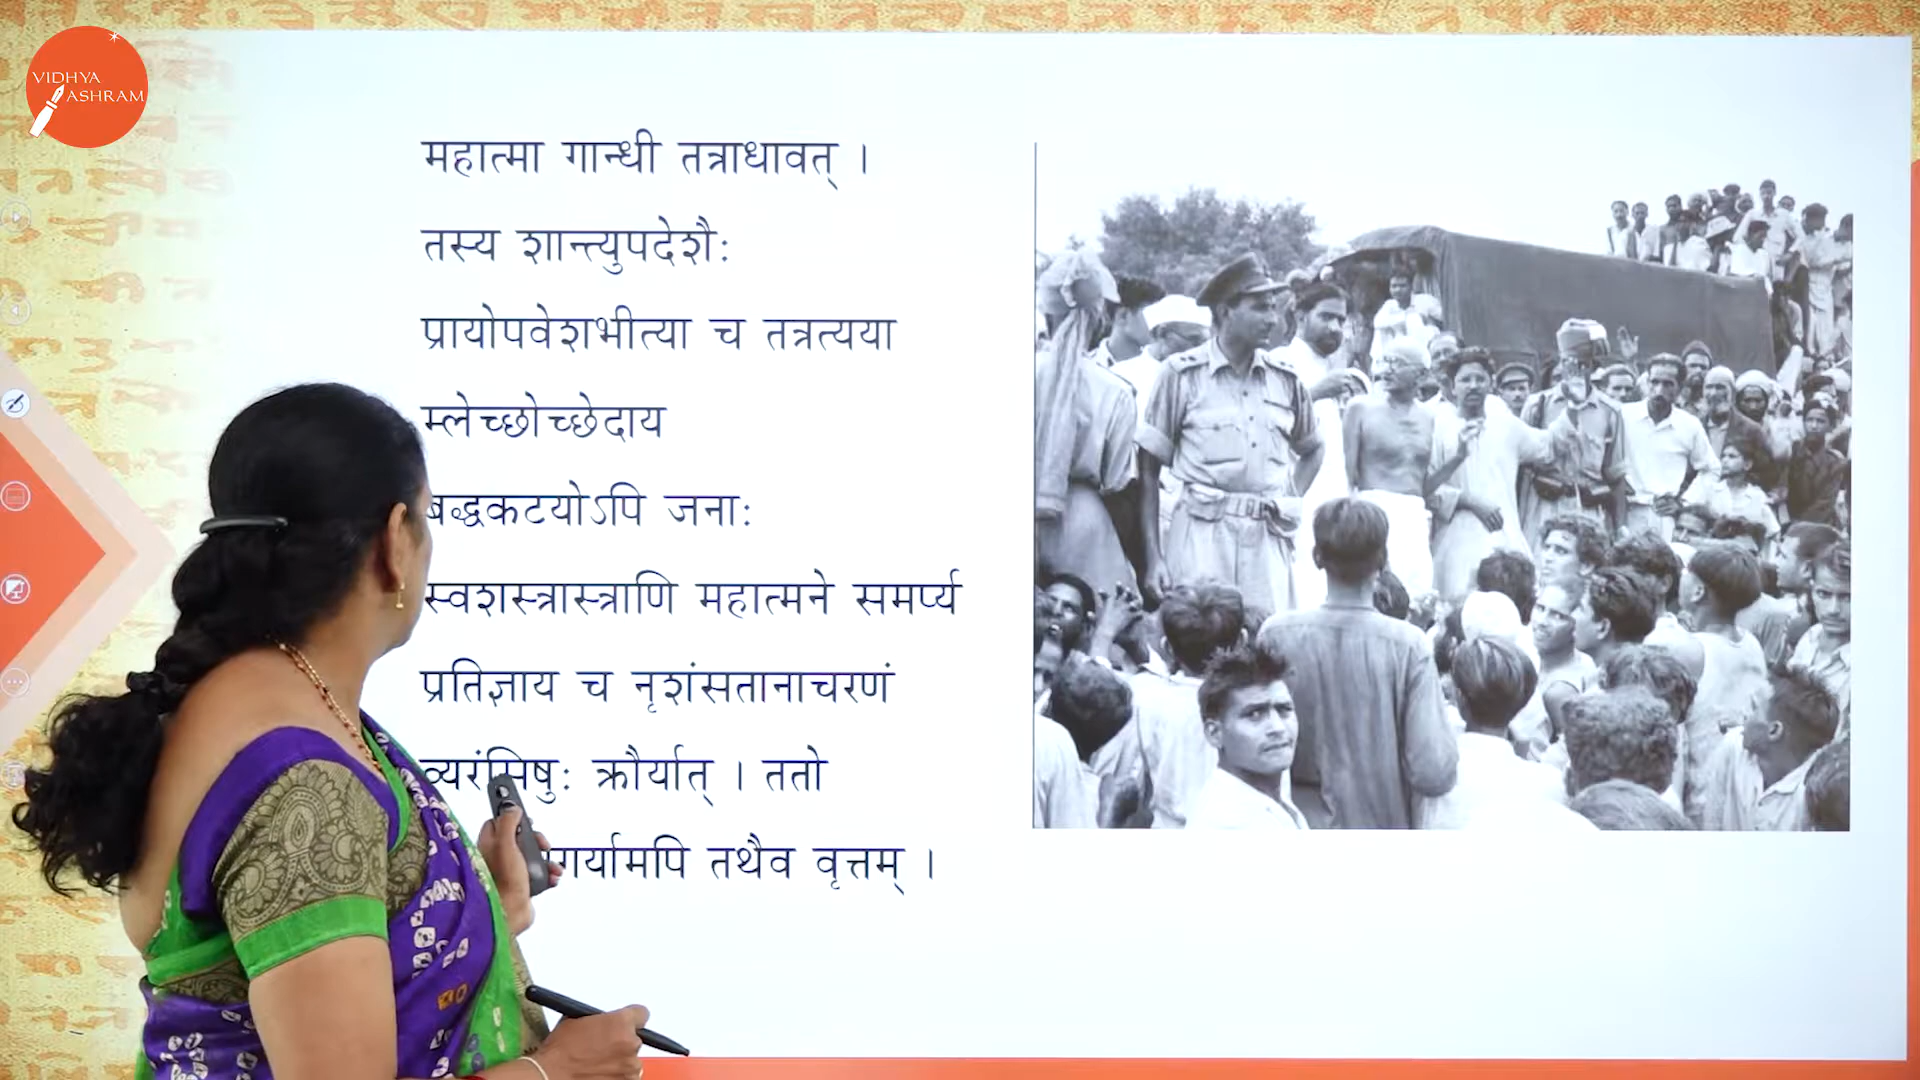 VIDHYA
ASHRAM
महात्मा गान्धी तत्राधावत् ।
तस्य शान्त्युपदेशैः
प्रायोपवेशभीत्या च तत्रत्यया
म्लेच्छोच्छेदाय
बद्धकटयोऽपि जनाः
स्वशस्त्रास्त्राणि महात्मने समर्प्य
प्रतिज्ञाय च नृशंसतानाचरणं
व्यरंसिषुः क्रौर्यात् । ततो
तथैव वृत्तम् ।